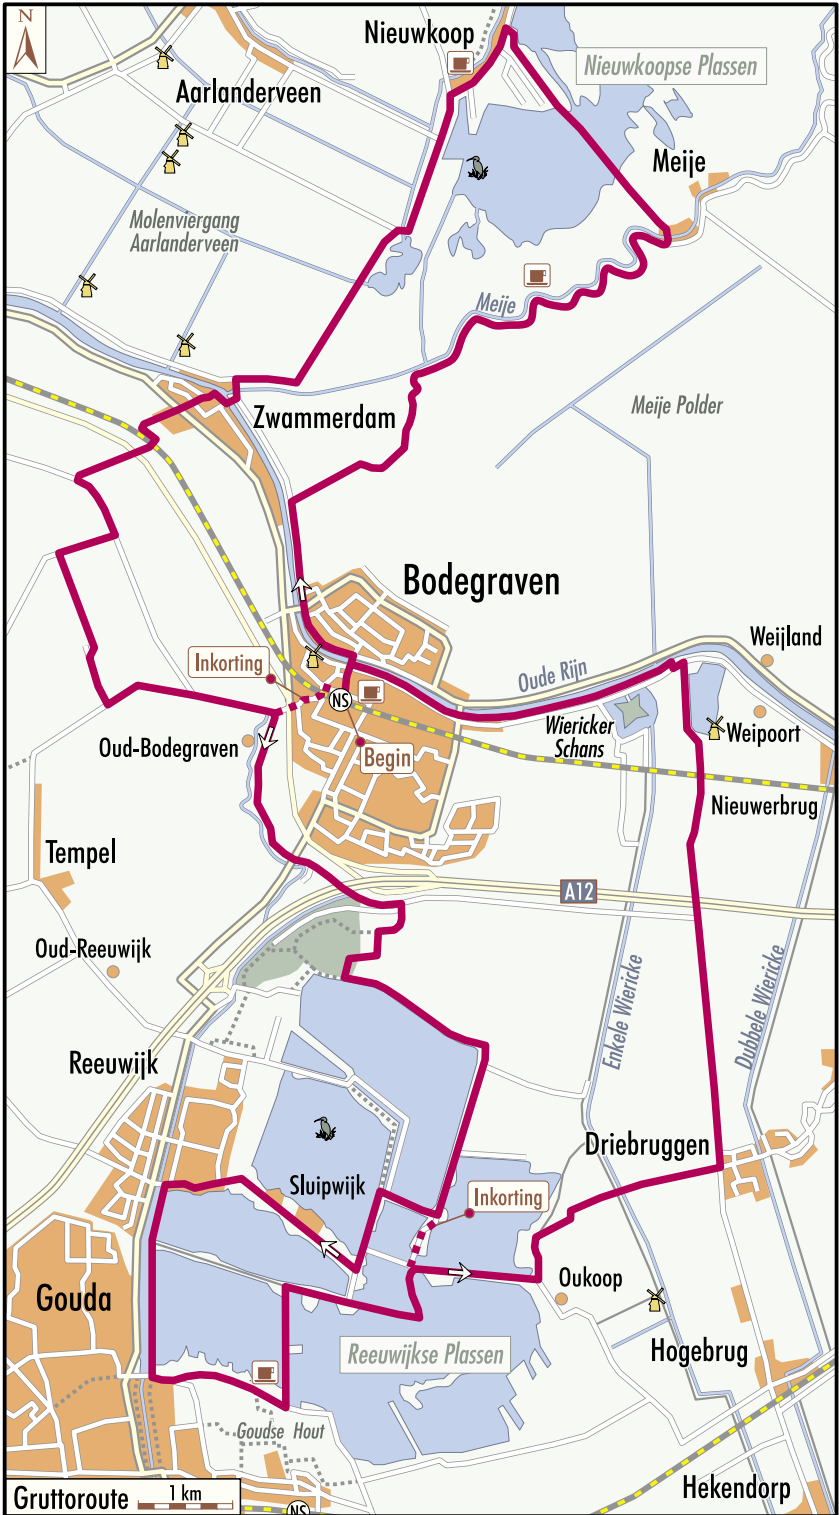 N
Nieuwkoop
Nieuwkoopse Plassen
Aarlanderveen
Meije
Molenviergang
Aarlanderveen
Meije
Meije Polder
Zwammerdam
Bodegraven
Weijland
Inkorting
Oude Rijn
NS
Wiericker
Schans
Weipoort
Oud-Bodegraven
Begin
Nieuwerbrug
Tempel
A12
Oud-Reeuwijk
Enkele Wiericke
Dubbele Wiericke
Reeuwijk
Driebruggen
Sluipwijk
Inkorting
Gouda
Oukoop
Reeuwijkse Plassen
Hogebrug
Goudse Hout
Hekendorp
Gruttoroute 1 km
NS